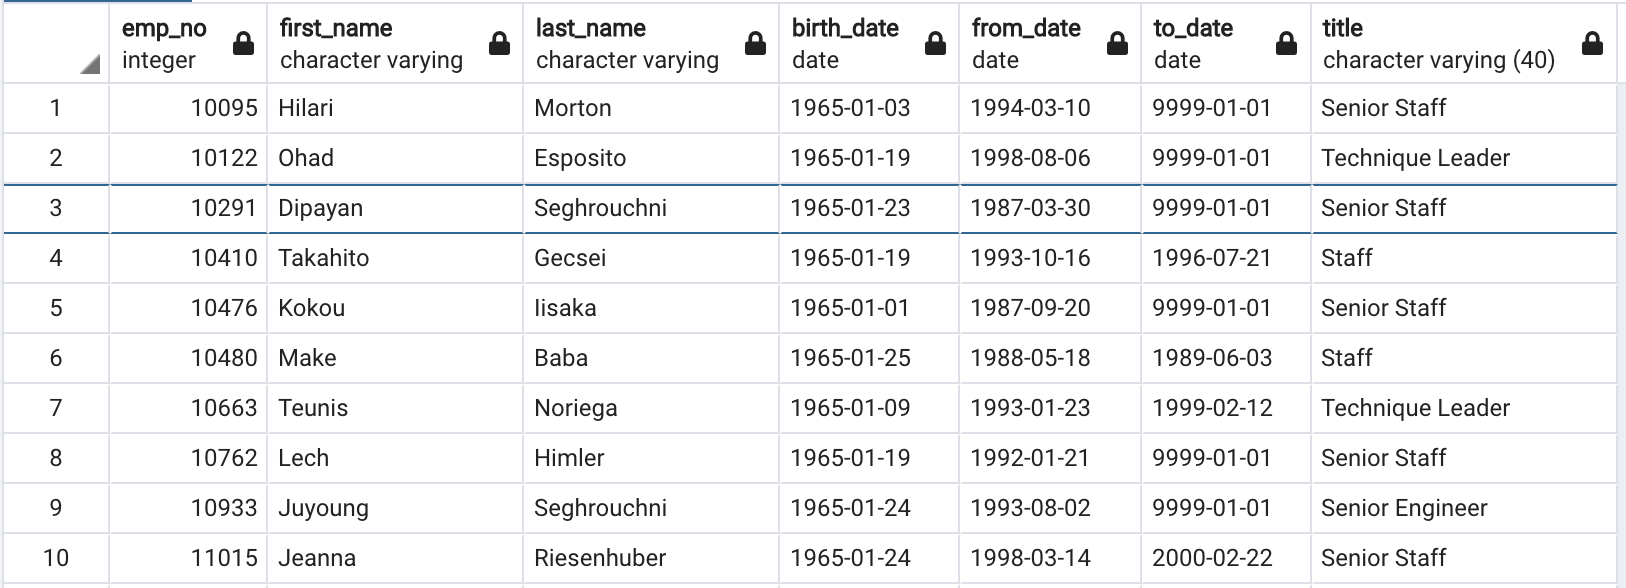 emp_no first_name last_name birth_date from_date to_date title
integer character varying character varying date date date character varying (40)
1 10095 Hilari Morton 1965-01-03 1994-03-10 9999-01-01 Senior Staff
2 10122 Ohad Esposito 1965-01-19 1998-08-06 9999-01-01 Technique Leader
3 10291 Dipayan Seghrouchni 1965-01-23 1987-03-30 9999-01-01 Senior Staff
4 10410 Takahito Gecsei 1965-01-19 1993-10-16 1996-07-21 Staff
5 10476 Kokou Iisaka 1965-01-01 1987-09-20 9999-01-01 Senior Staff
6 10480 Make Baba 1965-01-25 1988-05-18 1989-06-03 Staff
7 10663 Teunis Noriega 1965-01-09 1993-01-23 1999-02-12 Technique Leader
8 10762 Lech Himler 1965-01-19 1992-01-21 9999-01-01 Senior Staff
9 10933 Juyoung Seghrouchni 1965-01-24 1993-08-02 9999-01-01 Senior Engineer
10 11015 Jeanna Riesenhuber 1965-01-24 1998-03-14 2000-02-22 Senior Staff